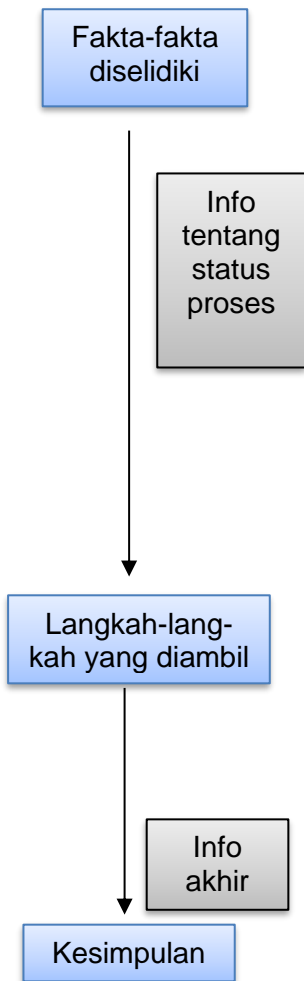 Fakta-fakta
diselidiki
Info
tentang
status
proses
Langkah-lang-
kah yang diambil
Info
akhir
Kesimpulan